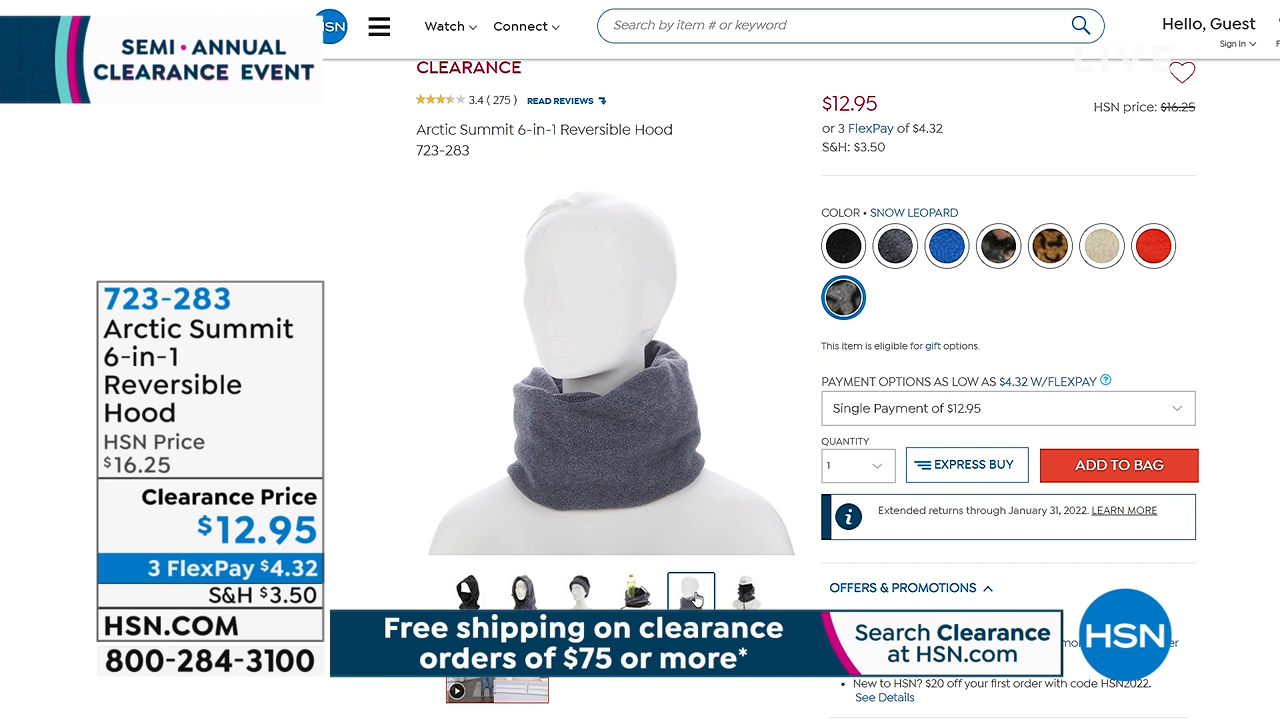 SEMI • ANNUAL
CLEARANCE EVENT
HSN
Watch
Connect
Search by item # or keyword
Hello, Guest
Sign In
LIVE
CLEARANCE
3.4 ( 275 ) READ REVIEWS
Arctic Summit 6-in-1 Reversible Hood
723-283
$12.95
HSN price: $16.25
or 3 FlexPay of $4.32
S&H: $3.50
COLOR • SNOW LEOPARD
This item is eligible for gift options.
PAYMENT OPTIONS AS LOW AS $4.32 W/FLEXPAY ?
Single Payment of $12.95
QUANTITY
1
EXPRESS BUY
ADD TO BAG
i Extended returns through January 31, 2022. LEARN MORE
OFFERS & PROMOTIONS
• New to HSN? $20 off your first order with code HSN2022.
See Details
723-283
Arctic Summit
6-in-1
Reversible
Hood
HSN Price
$16.25
Clearance Price
$12.95
3 FlexPay $4.32
S&H $3.50
HSN.COM
800-284-3100
Free shipping on clearance
orders of $75 or more*
Search Clearance
at HSN.com
HSN